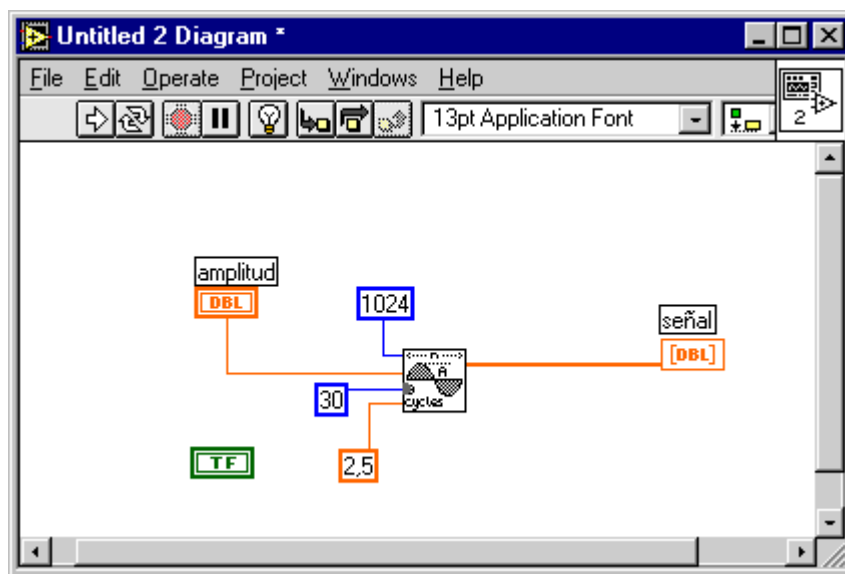 Untitled 2 Diagram *
File Edit Operate Project Windows Help
13pt Application Font
2
amplitud
DBL
1024
señal
[DBL]
n
A
30
cycles
TF
2,5